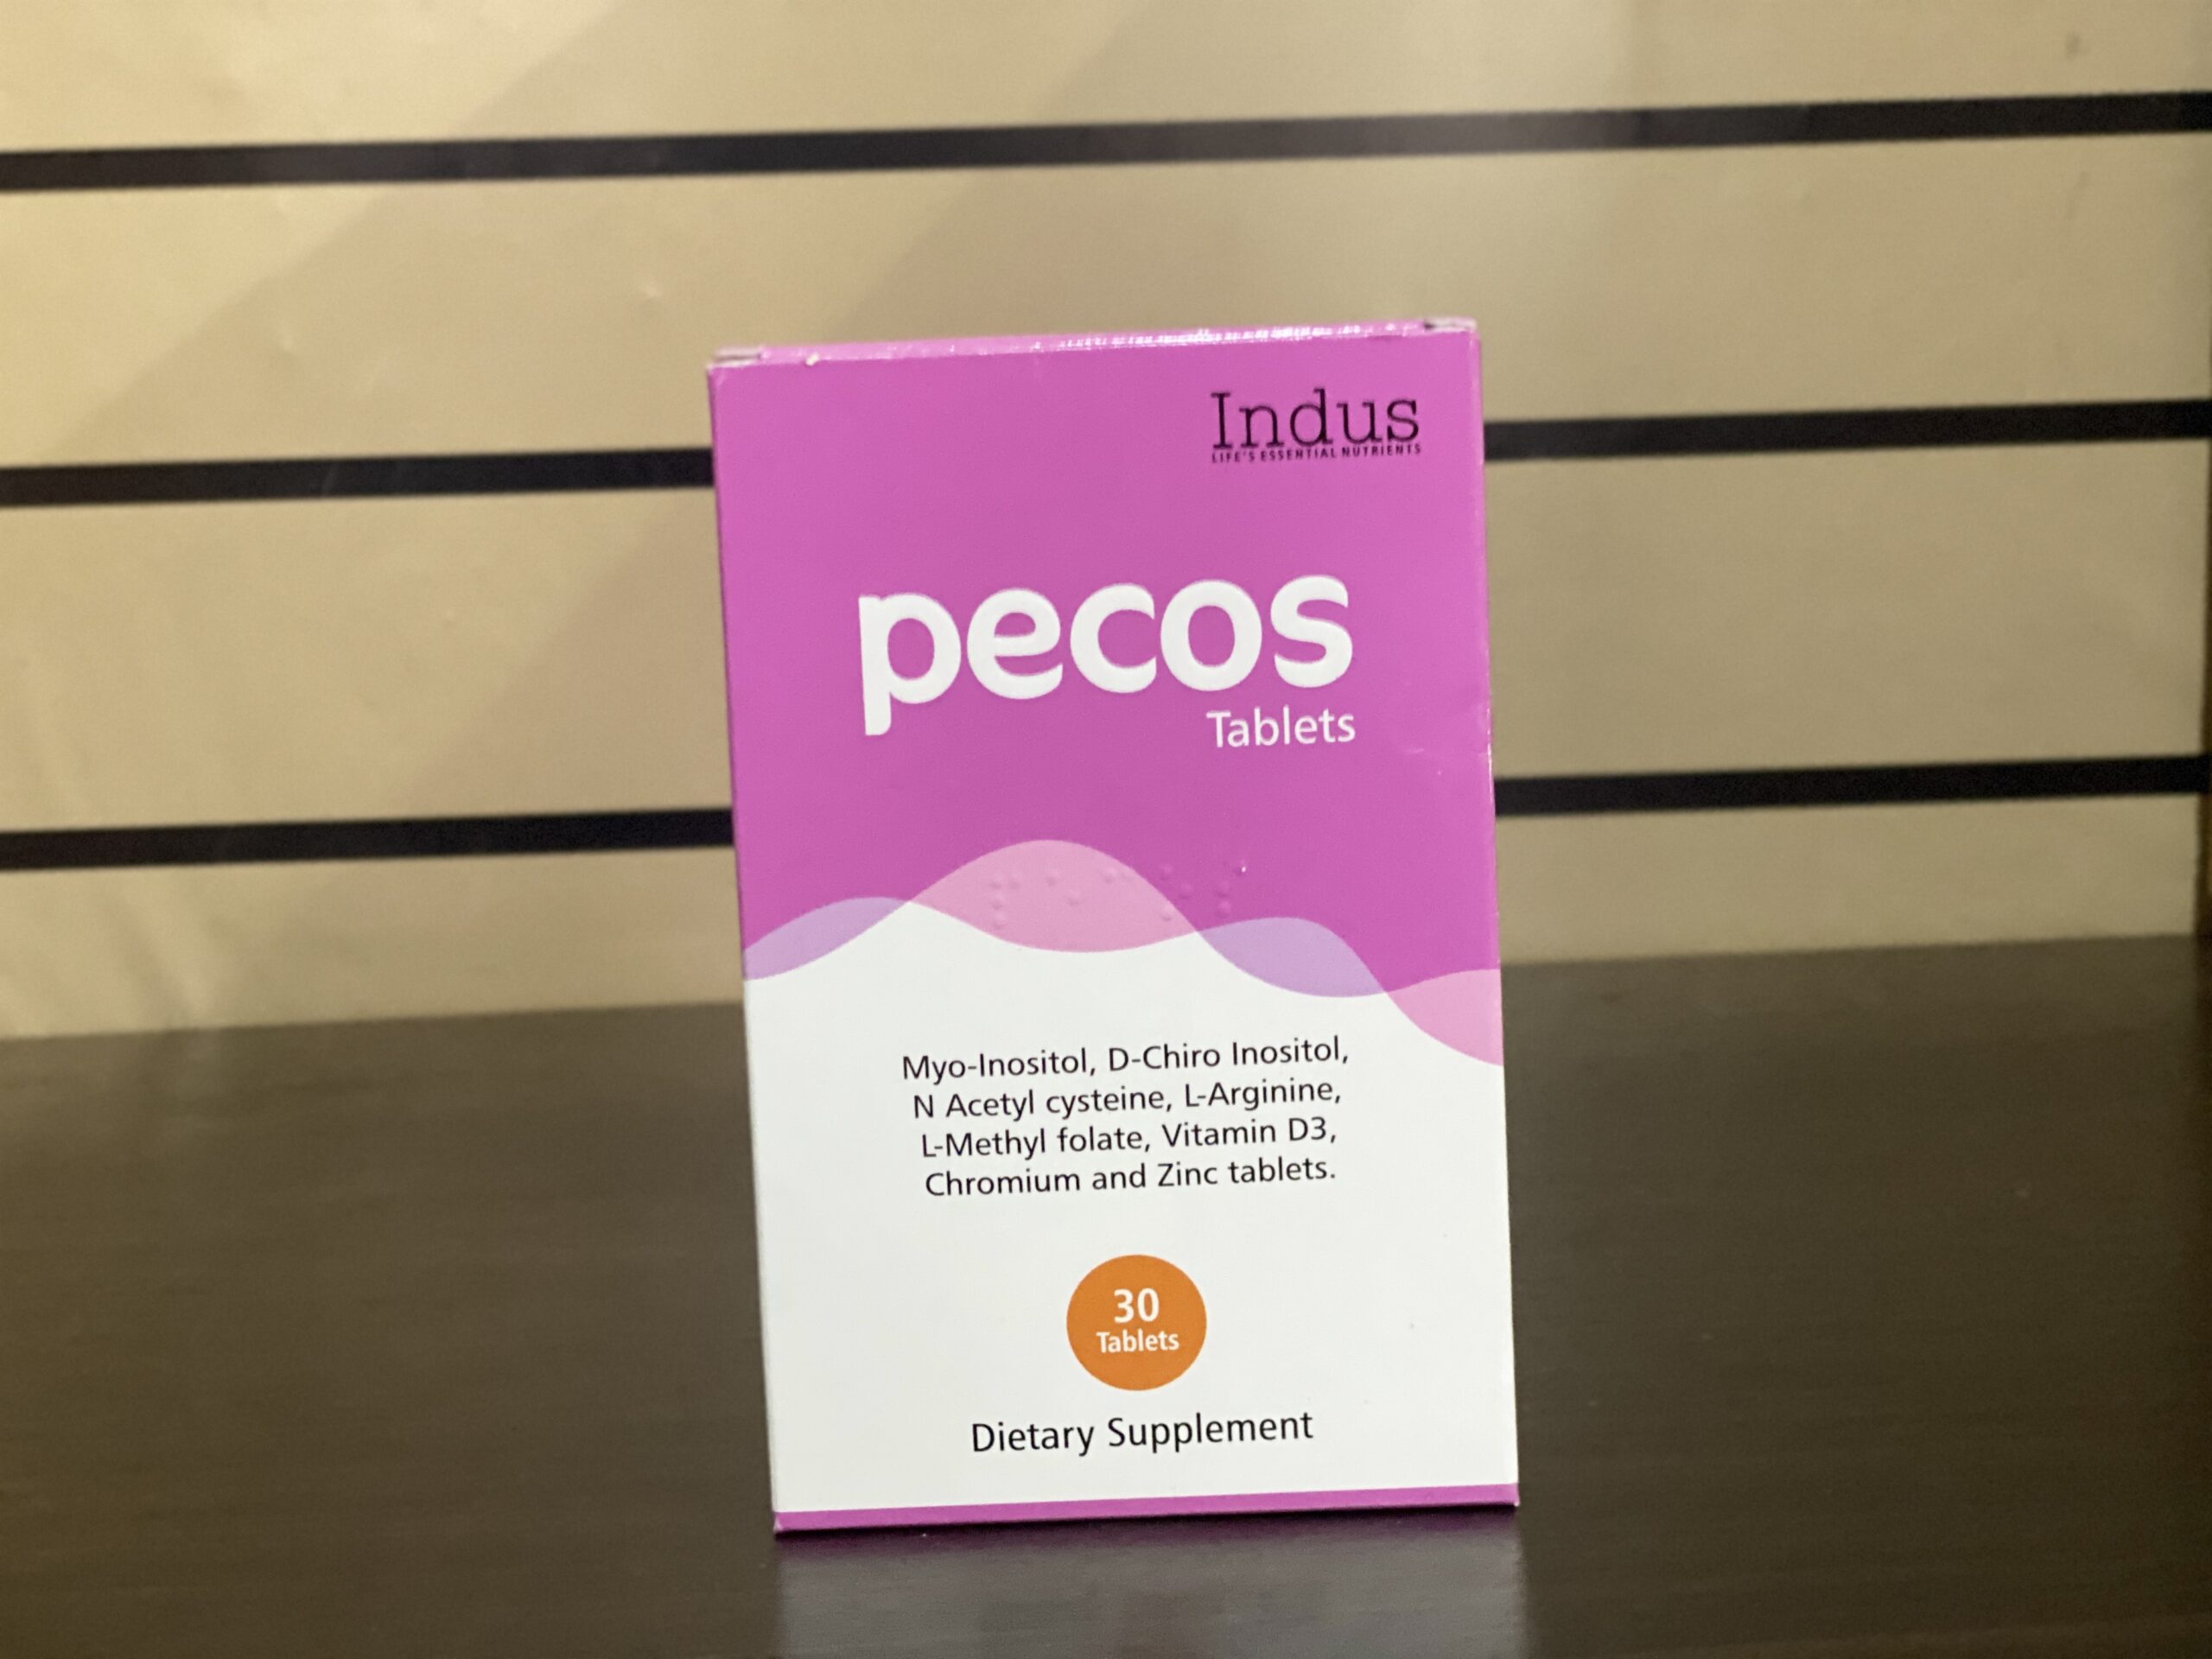 Indus
LIFE'S ESSENTIAL NUTRIENTS
pecos
Tablets
Myo-Inositol, D-Chiro Inositol,
N Acetyl cysteine, L-Arginine,
L-Methyl folate, Vitamin D3,
Chromium and Zinc tablets.
30
Tablets
Dietary Supplement